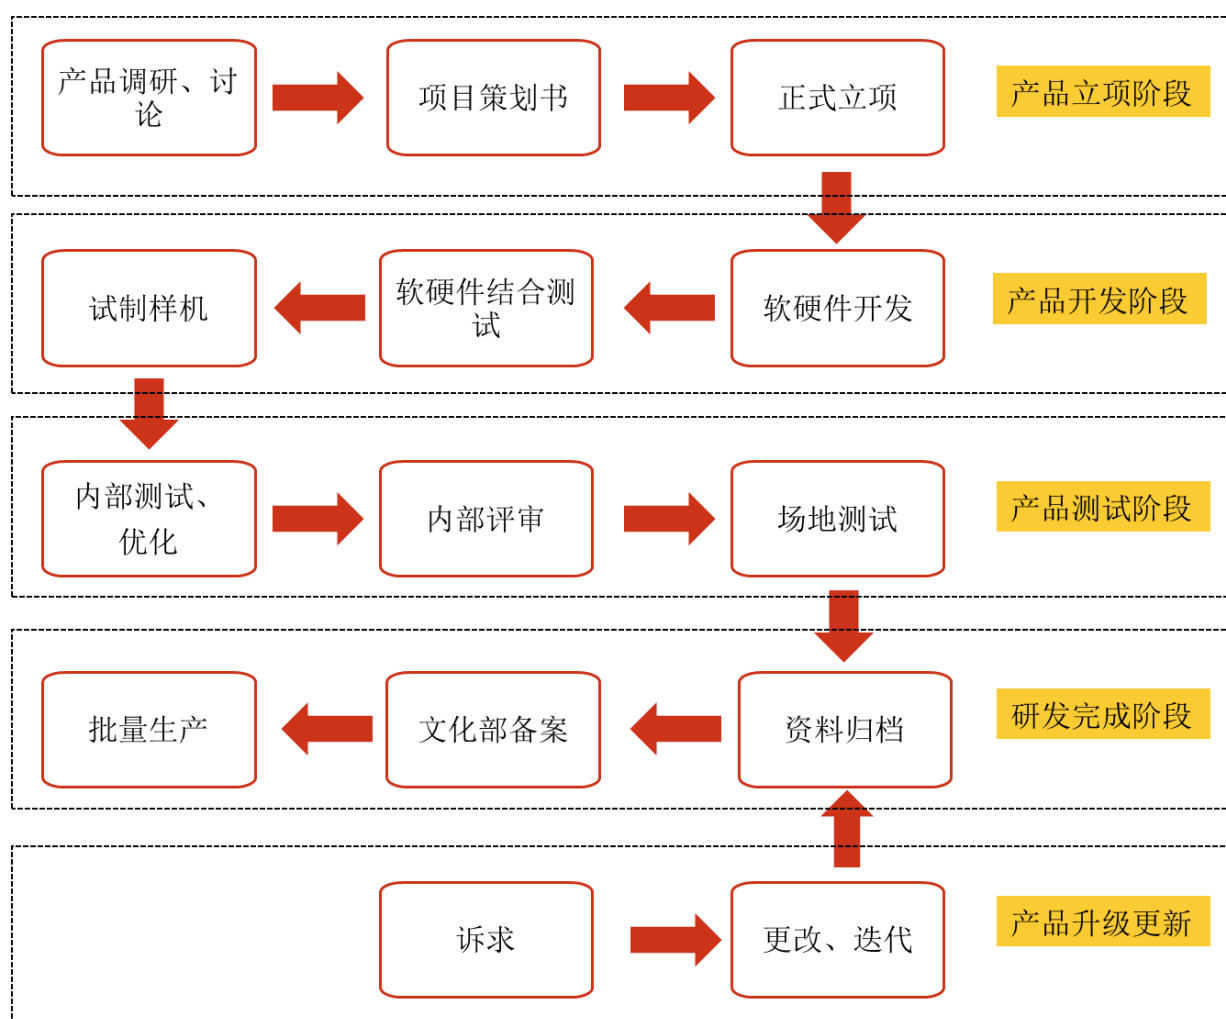 产品调研、讨
论
项目策划书
正式立项
产品立项阶段
试制样机
软硬件结合测
试
软硬件开发
产品开发阶段
内部测试、
优化
内部评审
场地测试
产品测试阶段
批量生产
文化部备案
资料归档
研发完成阶段
诉求
更改、迭代
产品升级更新